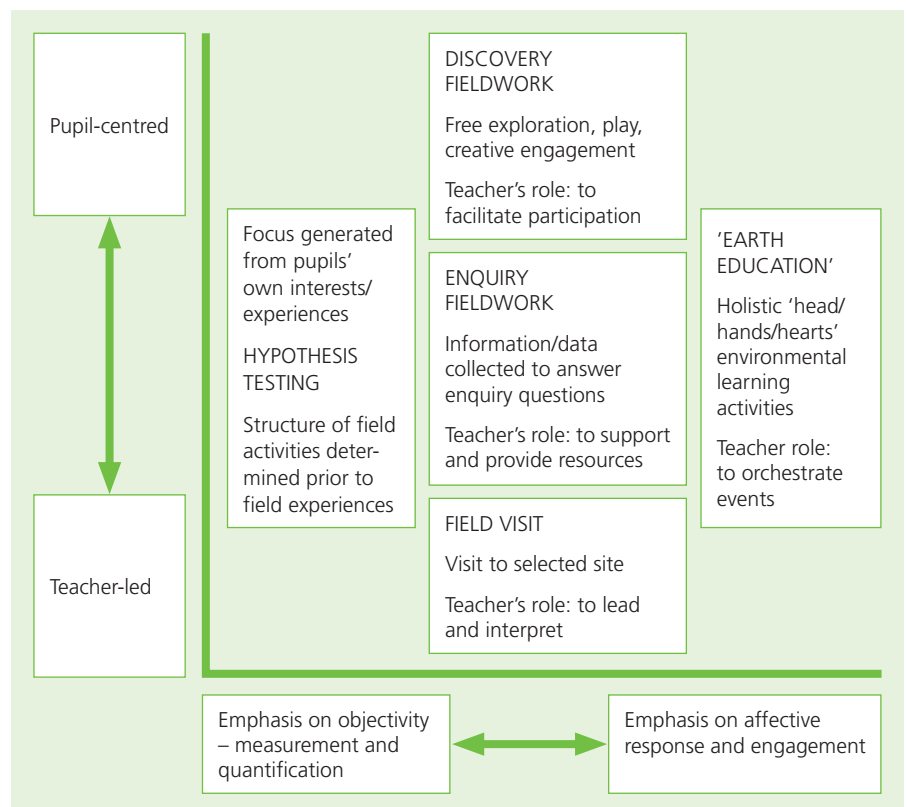 Pupil-centred
Teacher-led
Focus generated
from pupils’
own interests/
experiences
HYPOTHESIS
TESTING
Structure of field
activities deter-
mined prior to
field experiences
DISCOVERY
FIELDWORK
Free exploration, play,
creative engagement
Teacher’s role: to
facilitate participation
ENQUIRY
FIELDWORK
Information/data
collected to answer
enquiry questions
Teacher’s role: to support
and provide resources
FIELD VISIT
Visit to selected site
Teacher’s role: to lead
and interpret
‘EARTH
EDUCATION’
Holistic ‘head/
hands/hearts’
environmental
learning
activities
Teacher role:
to orchestrate
events
Emphasis on objectivity
– measurement and
quantification
Emphasis on affective
response and engagement